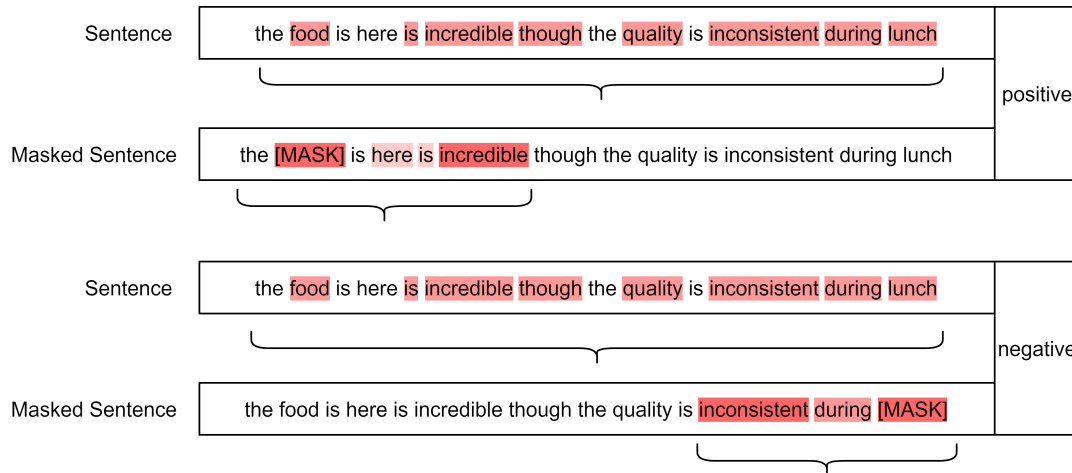 Sentence
the food is here is incredible though the quality is inconsistent during lunch
positive
Masked Sentence
the [MASK] is here is incredible though the quality is inconsistent during lunch
Sentence
the food is here is incredible though the quality is inconsistent during lunch
negative
Masked Sentence
the food is here is incredible though the quality is inconsistent during [MASK]